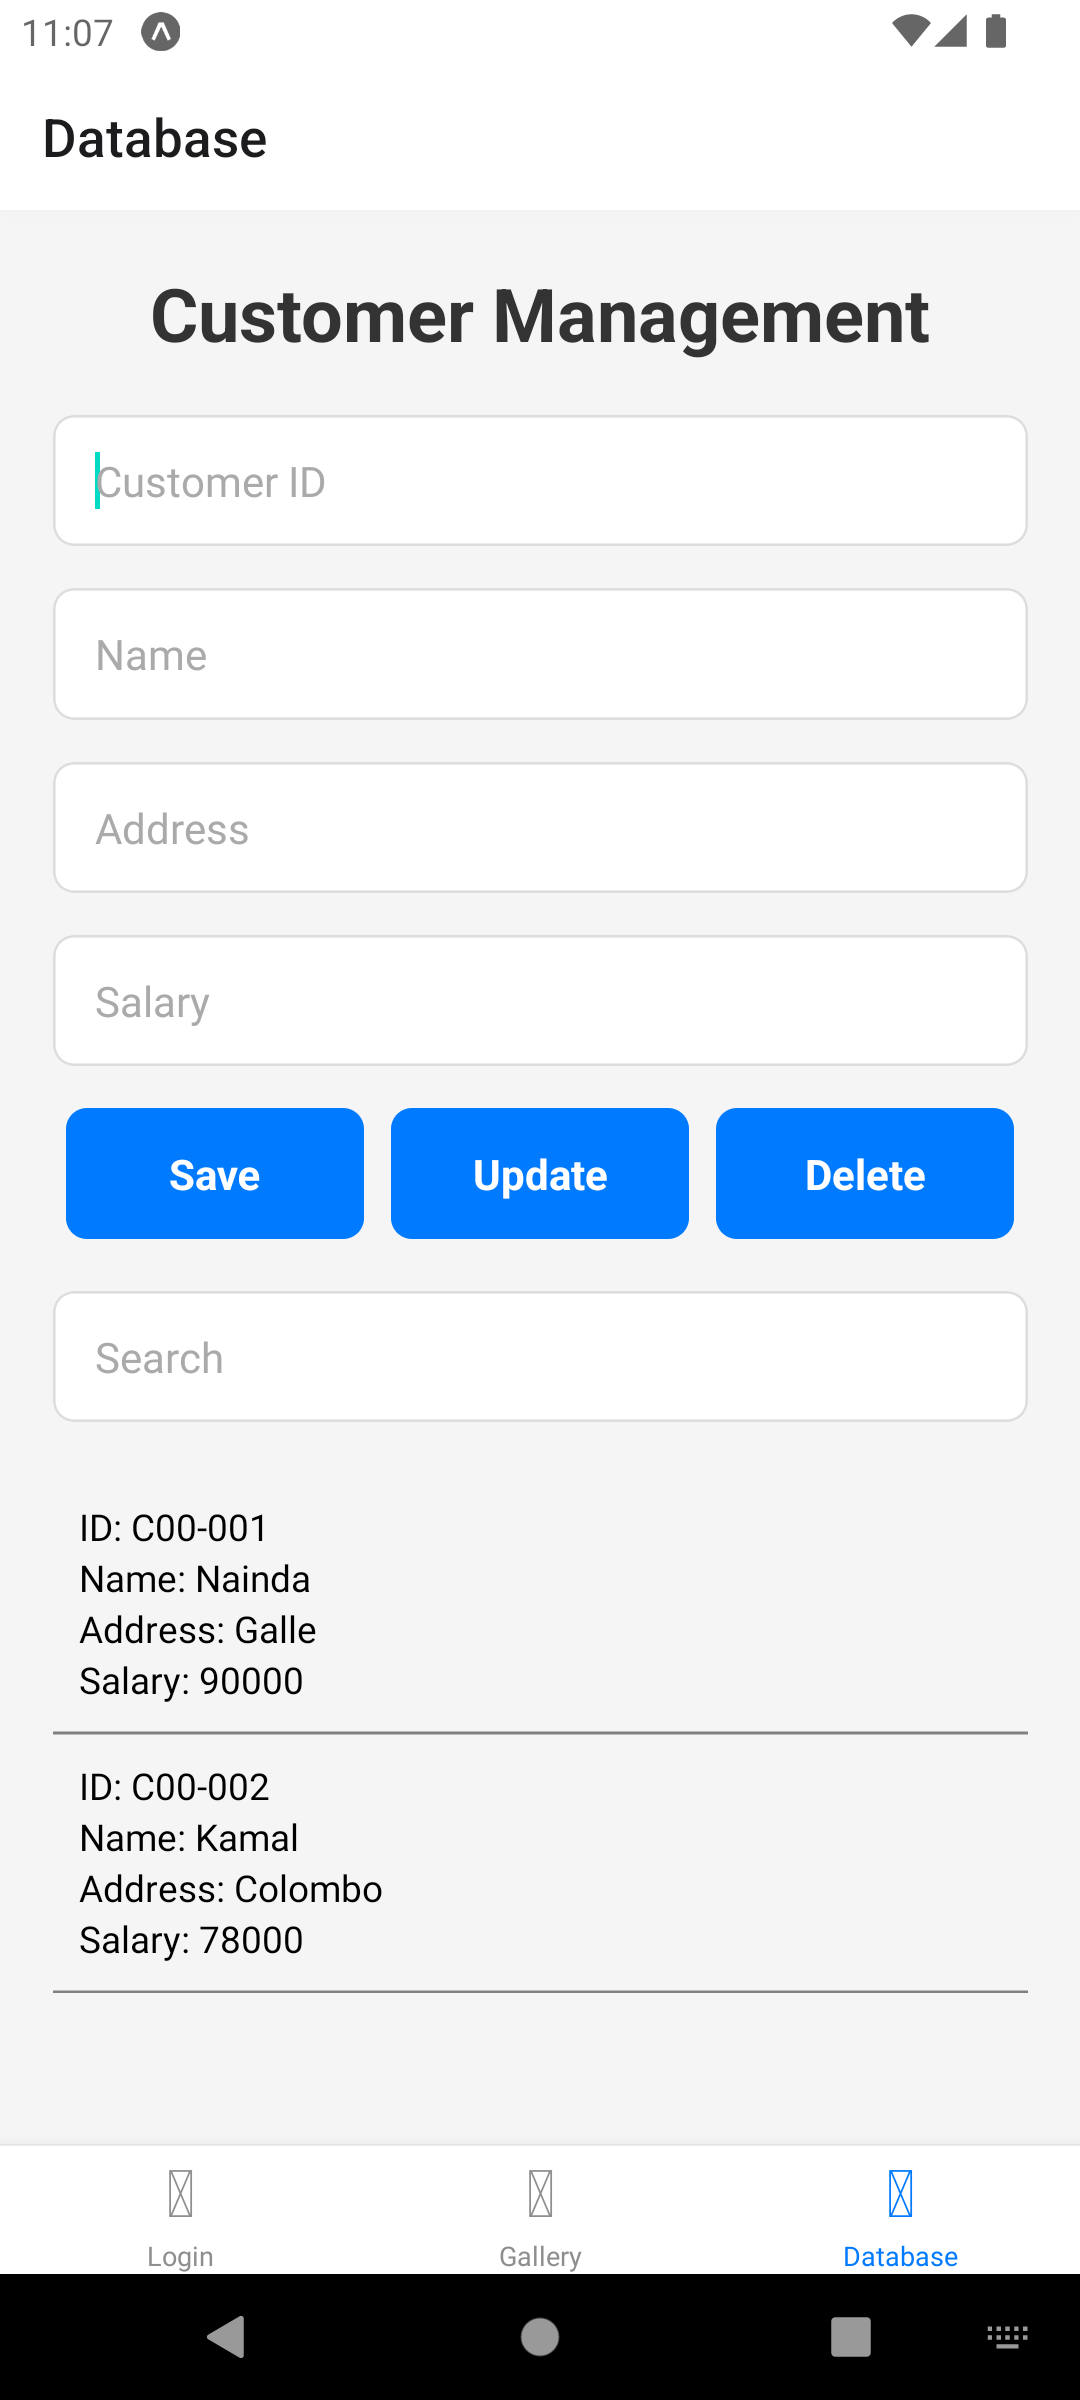 11:07
Database
Customer Management
Customer ID
Name
Address
Salary
Save Update Delete
Search
ID: C00-001
Name: Nainda
Address: Galle
Salary: 90000
ID: C00-002
Name: Kamal
Address: Colombo
Salary: 78000
Login Gallery Database